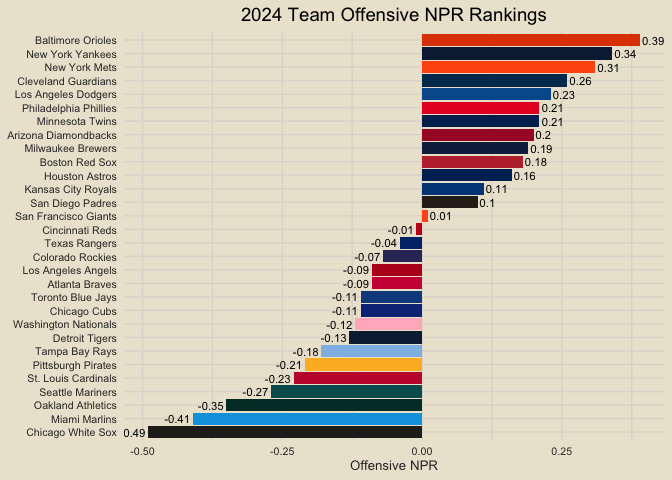 2024 Team Offensive NPR Rankings
Baltimore Orioles 0.39
New York Yankees 0.34
New York Mets 0.31
Cleveland Guardians 0.26
Los Angeles Dodgers 0.23
Philadelphia Phillies 0.21
Minnesota Twins 0.21
Arizona Diamondbacks 0.2
Milwaukee Brewers 0.19
Boston Red Sox 0.18
Houston Astros 0.16
Kansas City Royals 0.11
San Diego Padres 0.1
San Francisco Giants 0.01
Cincinnati Reds -0.01
Texas Rangers -0.04
Colorado Rockies -0.07
Los Angeles Angels -0.09
Atlanta Braves -0.09
Toronto Blue Jays -0.11
Chicago Cubs -0.11
Washington Nationals -0.12
Detroit Tigers -0.13
Tampa Bay Rays -0.18
Pittsburgh Pirates -0.21
St. Louis Cardinals -0.23
Seattle Mariners -0.27
Oakland Athletics -0.35
Miami Marlins -0.41
Chicago White Sox 0.49
-0.50 -0.25 0.00 0.25
Offensive NPR